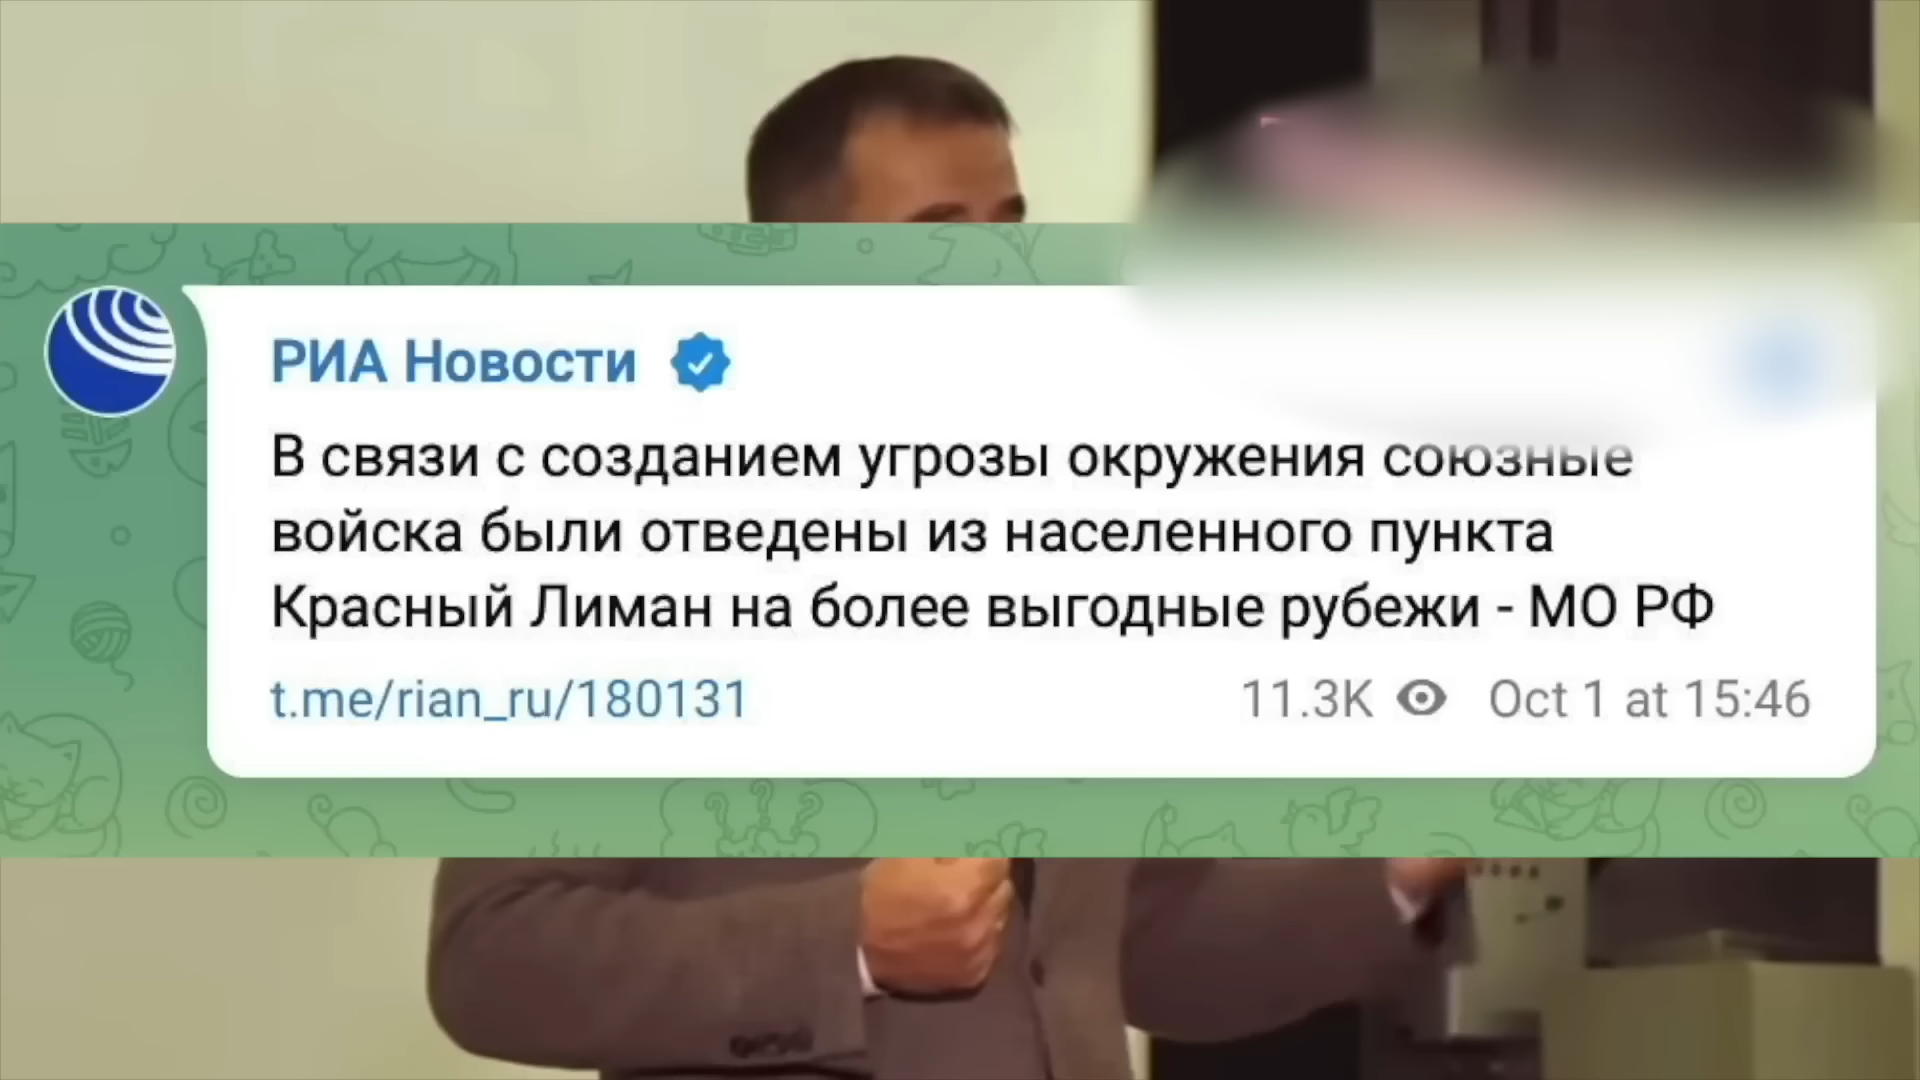 РИА Новости
В связи с созданием угрозы окружения союзные
войска были отведены из населенного пункта
Красный Лиман на более выгодные рубежи - МО РФ
t.me/rian_ru/180131 11.3K Oct 1 at 15:46